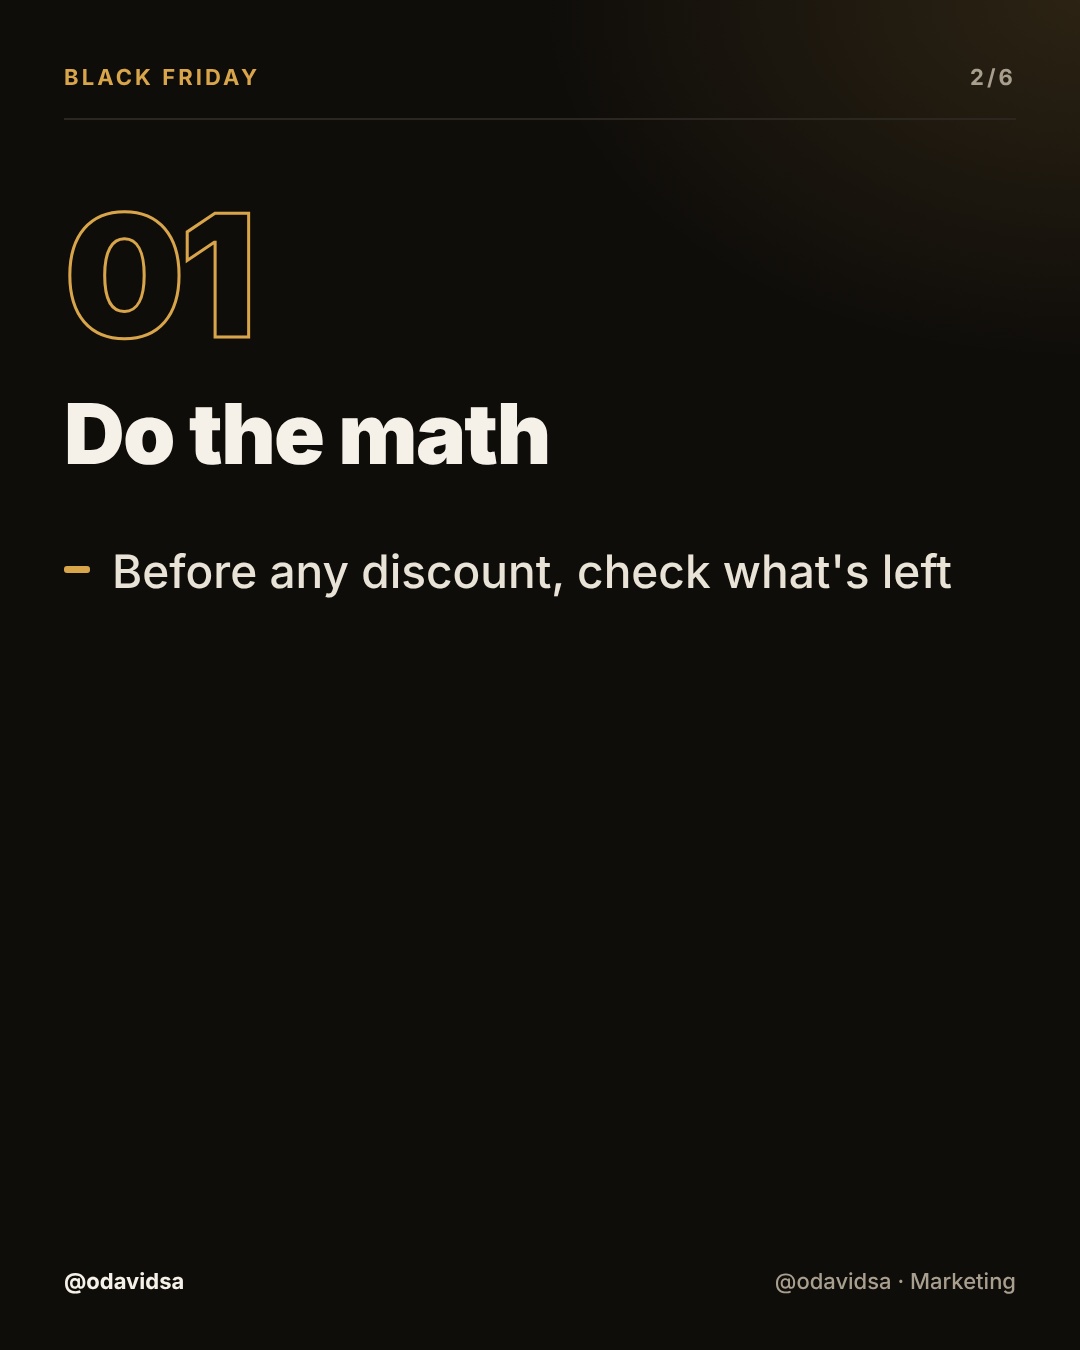 BLACK FRIDAY
2/6
01
Do the math
Before any discount, check what's left
@odavidsa
@odavidsa · Marketing